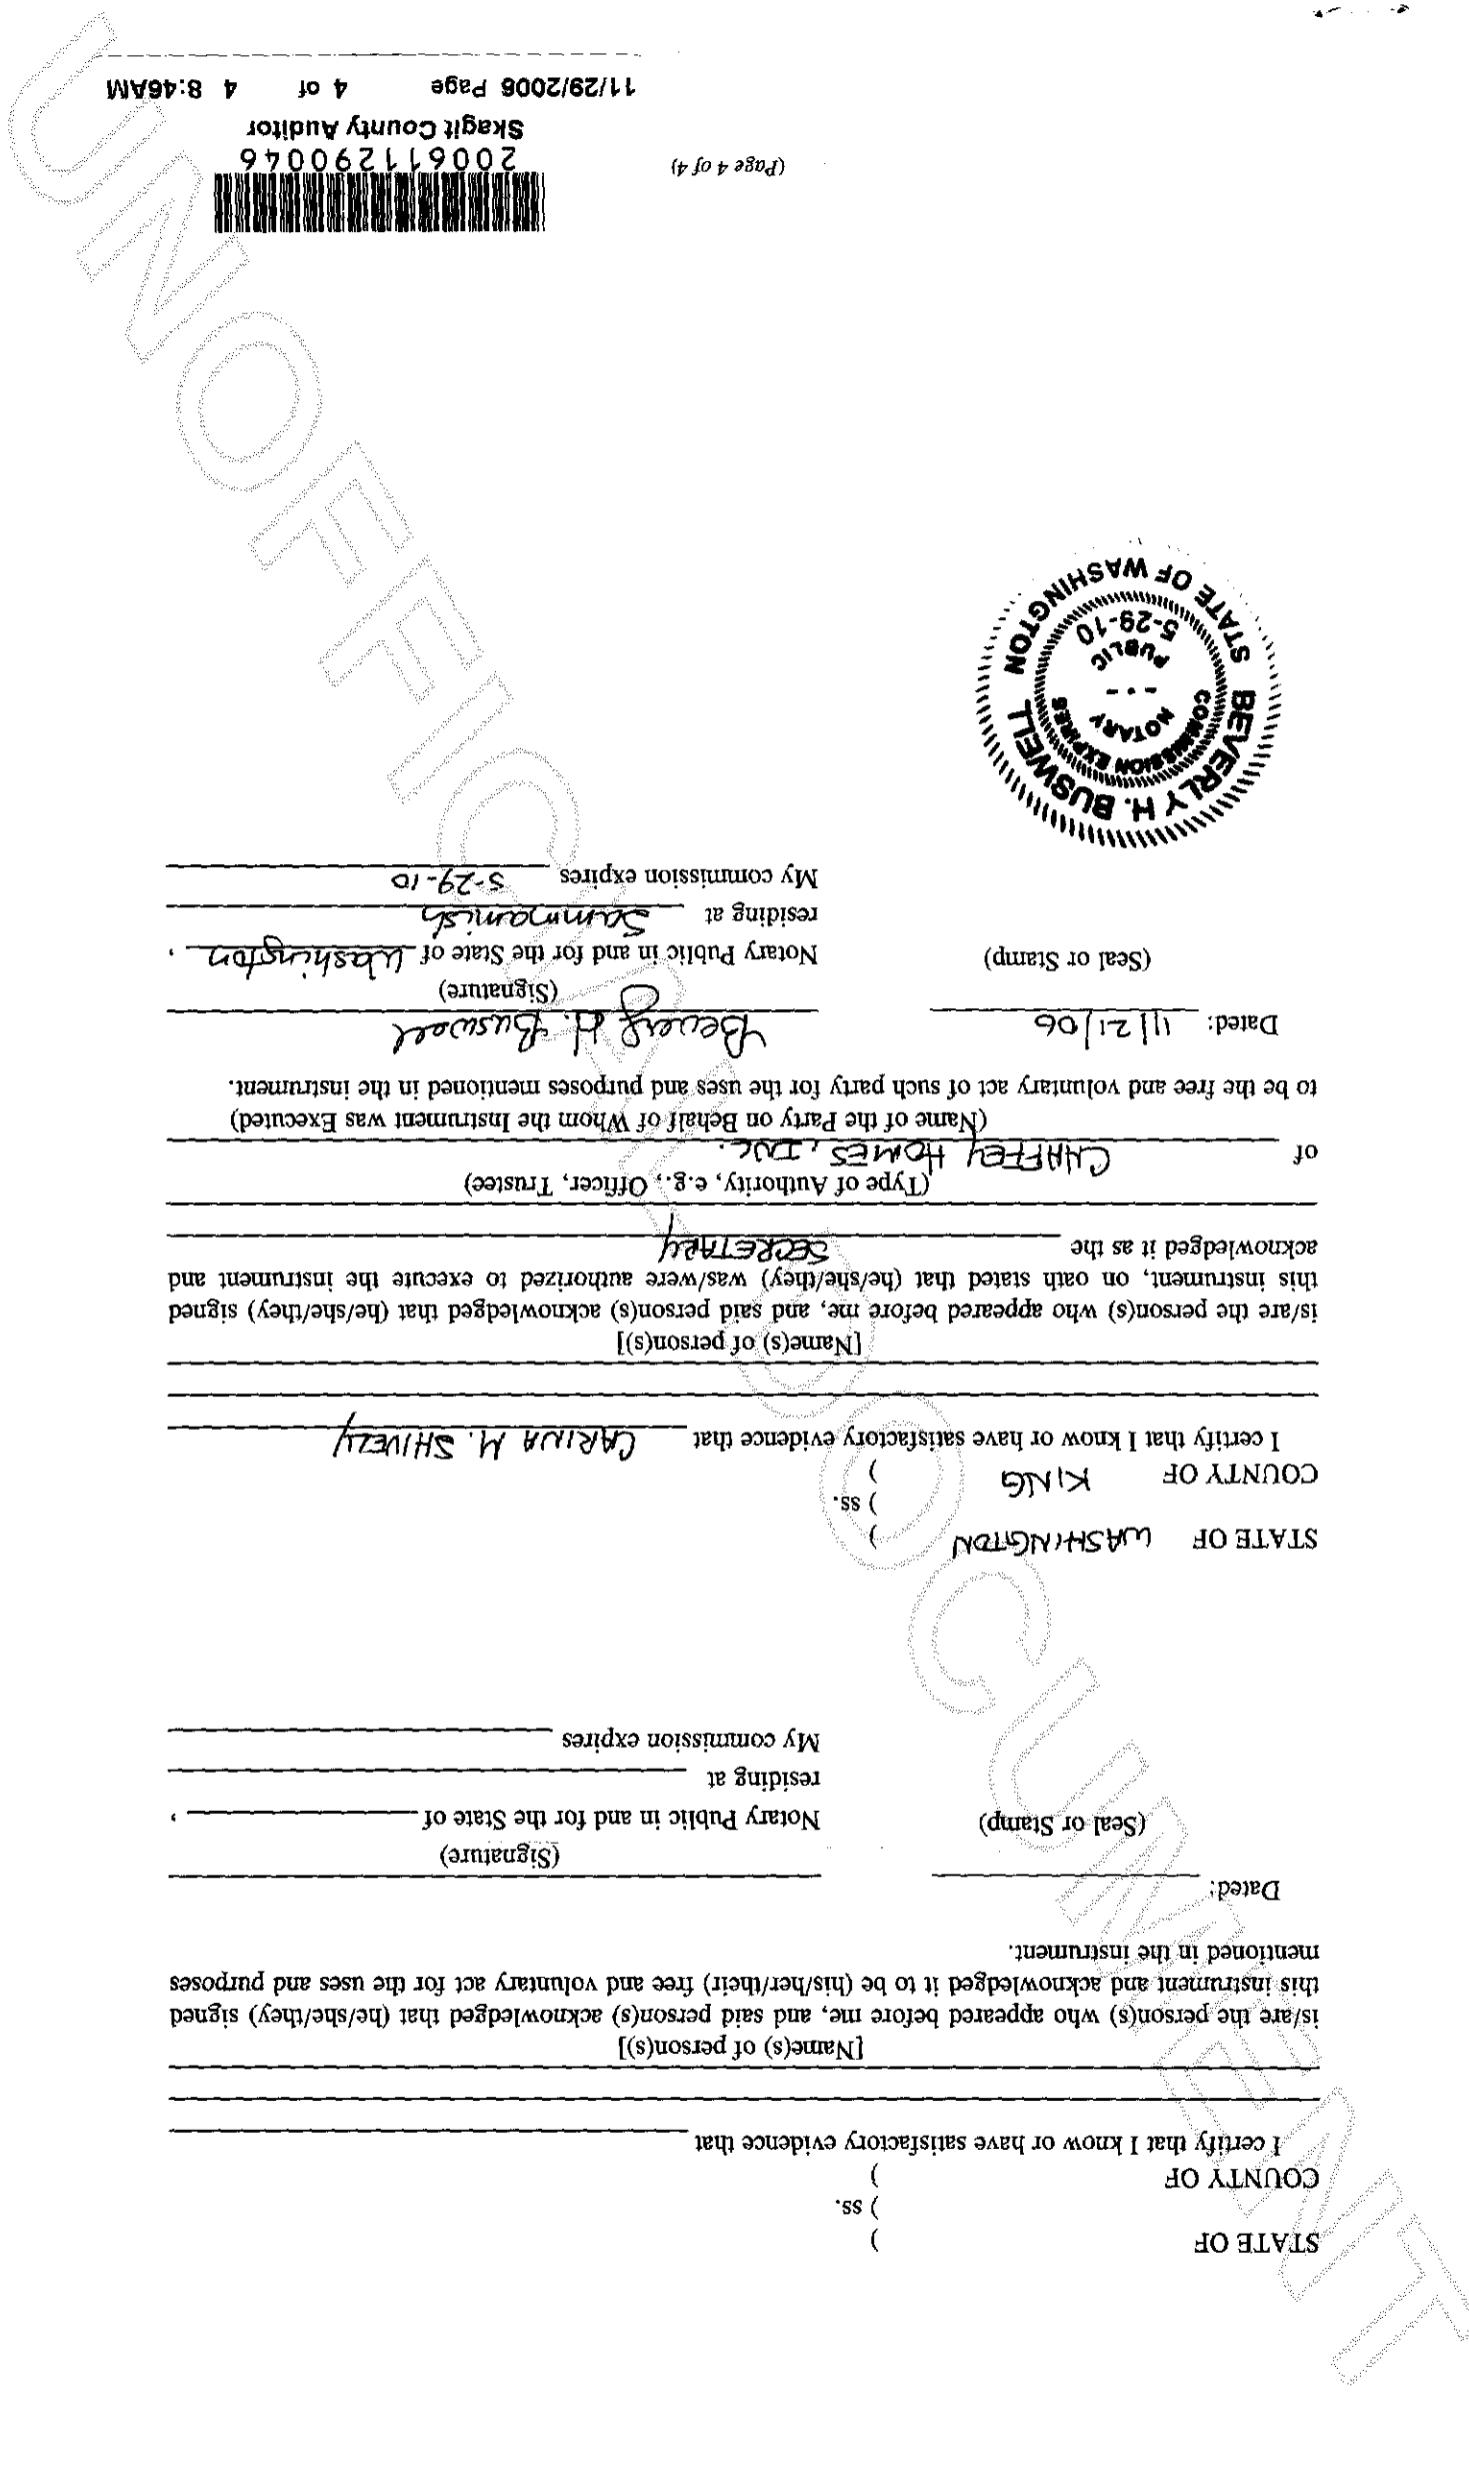 STATE OF )
) ss.
COUNTY OF )
I certify that I know or have satisfactory evidence that
[Name(s) of person(s)]
is/are the person(s) who appeared before me, and said person(s) acknowledged that (he/she/they) signed
this instrument and acknowledged it to be (his/her/their) free and voluntary act for the uses and purposes
mentioned in the instrument.
Dated:
(Signature)
(Seal or Stamp) Notary Public in and for the State of ,
residing at
My commission expires
STATE OF WASHINGTON )
) ss.
COUNTY OF KING )
I certify that I know or have satisfactory evidence that CARINA M. SHIVELY
[Name(s) of person(s)]
is/are the person(s) who appeared before me, and said person(s) acknowledged that (he/she/they) signed
this instrument, on oath stated that (he/she/they) was/were authorized to execute the instrument and
acknowledged it as the SECRETARY
(Type of Authority, e.g., Officer, Trustee)
of CHAFFEY HOMES, INC.
(Name of the Party on Behalf of Whom the Instrument was Executed)
to be the free and voluntary act of such party for the uses and purposes mentioned in the instrument.
Dated: 11/21/06 Beverly H. Buswell
(Signature)
(Seal or Stamp) Notary Public in and for the State of Washington,
residing at Sammamish
My commission expires 5-29-10
BEVERLY H. BUSWELL
COMMISSION EXPIRES
NOTARY
PUBLIC
5-29-10
STATE OF WASHINGTON
(Page 4 of 4)
200611290046
Skagit County Auditor
11/29/2006 Page 4 of 4 8:46AM
UNOFFICIAL DOCUMENT